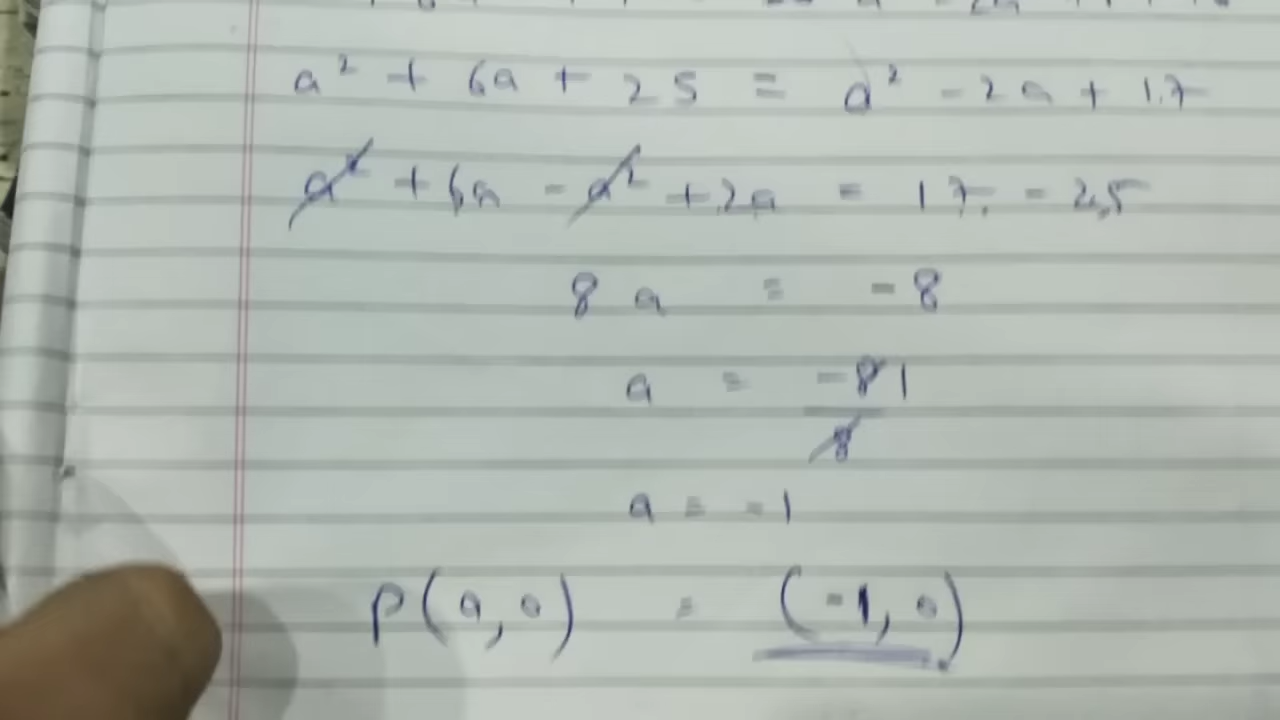 a² + 6a + 25 = a² - 2a + 17
a² + 6a - a² + 2a = 17 - 25
8a = -8
a = -8 1
8
a = -1
P(a, 0) = (-1, 0)